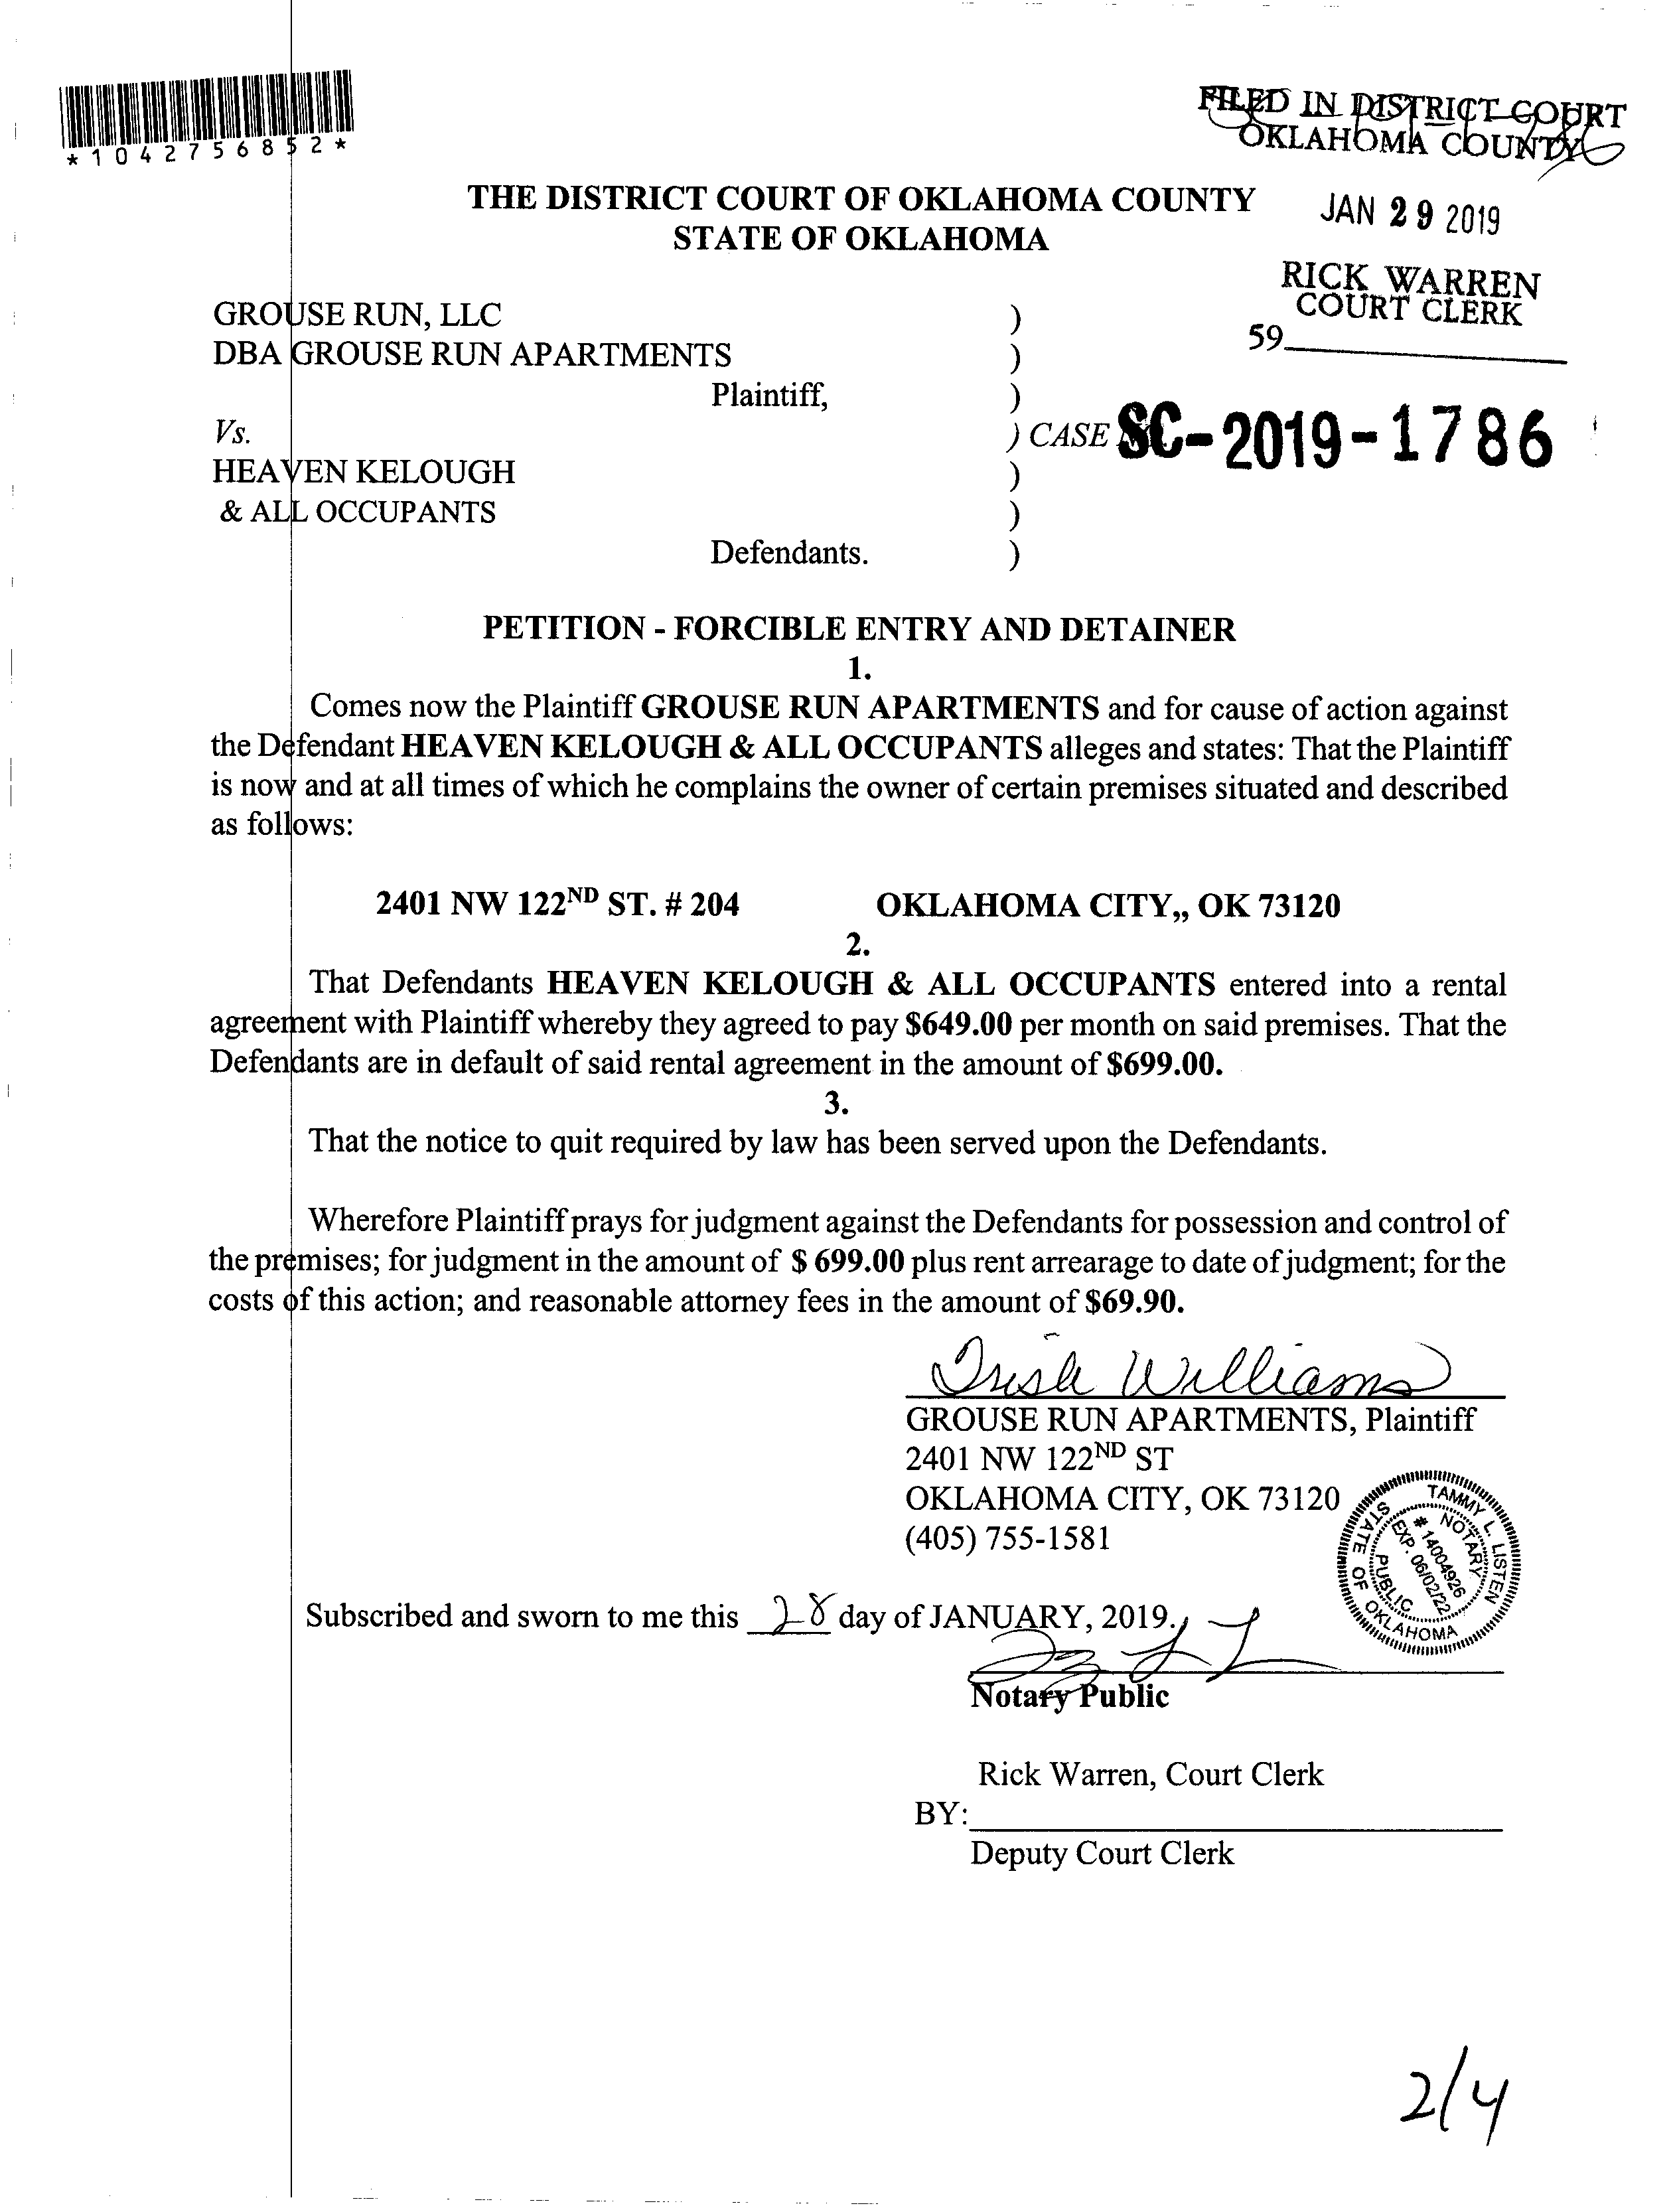 *1042756852*
FILED IN DISTRICT COURT
OKLAHOMA COUNTY
THE DISTRICT COURT OF OKLAHOMA COUNTY
STATE OF OKLAHOMA
JAN 29 2019
RICK WARREN
COURT CLERK
59
GROUSE RUN, LLC )
DBA GROUSE RUN APARTMENTS )
Plaintiff, )
Vs. ) CASE SC-2019-1786
HEAVEN KELOUGH )
& ALL OCCUPANTS )
Defendants. )
PETITION - FORCIBLE ENTRY AND DETAINER
1.
Comes now the Plaintiff GROUSE RUN APARTMENTS and for cause of action against
the Defendant HEAVEN KELOUGH & ALL OCCUPANTS alleges and states: That the Plaintiff
is now and at all times of which he complains the owner of certain premises situated and described
as follows:
2401 NW 122ND ST. # 204 OKLAHOMA CITY,, OK 73120
2.
That Defendants HEAVEN KELOUGH & ALL OCCUPANTS entered into a rental
agreement with Plaintiff whereby they agreed to pay $649.00 per month on said premises. That the
Defendants are in default of said rental agreement in the amount of $699.00.
3.
That the notice to quit required by law has been served upon the Defendants.
Wherefore Plaintiff prays for judgment against the Defendants for possession and control of
the premises; for judgment in the amount of $ 699.00 plus rent arrearage to date of judgment; for the
costs of this action; and reasonable attorney fees in the amount of $69.90.
Trish Williams
GROUSE RUN APARTMENTS, Plaintiff
2401 NW 122ND ST
OKLAHOMA CITY, OK 73120
(405) 755-1581
TAMMY L. LISTEN
NOTARY PUBLIC
# 14004926
EXP. 06/02/22
STATE OF OKLAHOMA
Subscribed and sworn to me this 28 day of JANUARY, 2019.
Notary Public
Rick Warren, Court Clerk
BY:
Deputy Court Clerk
2/4